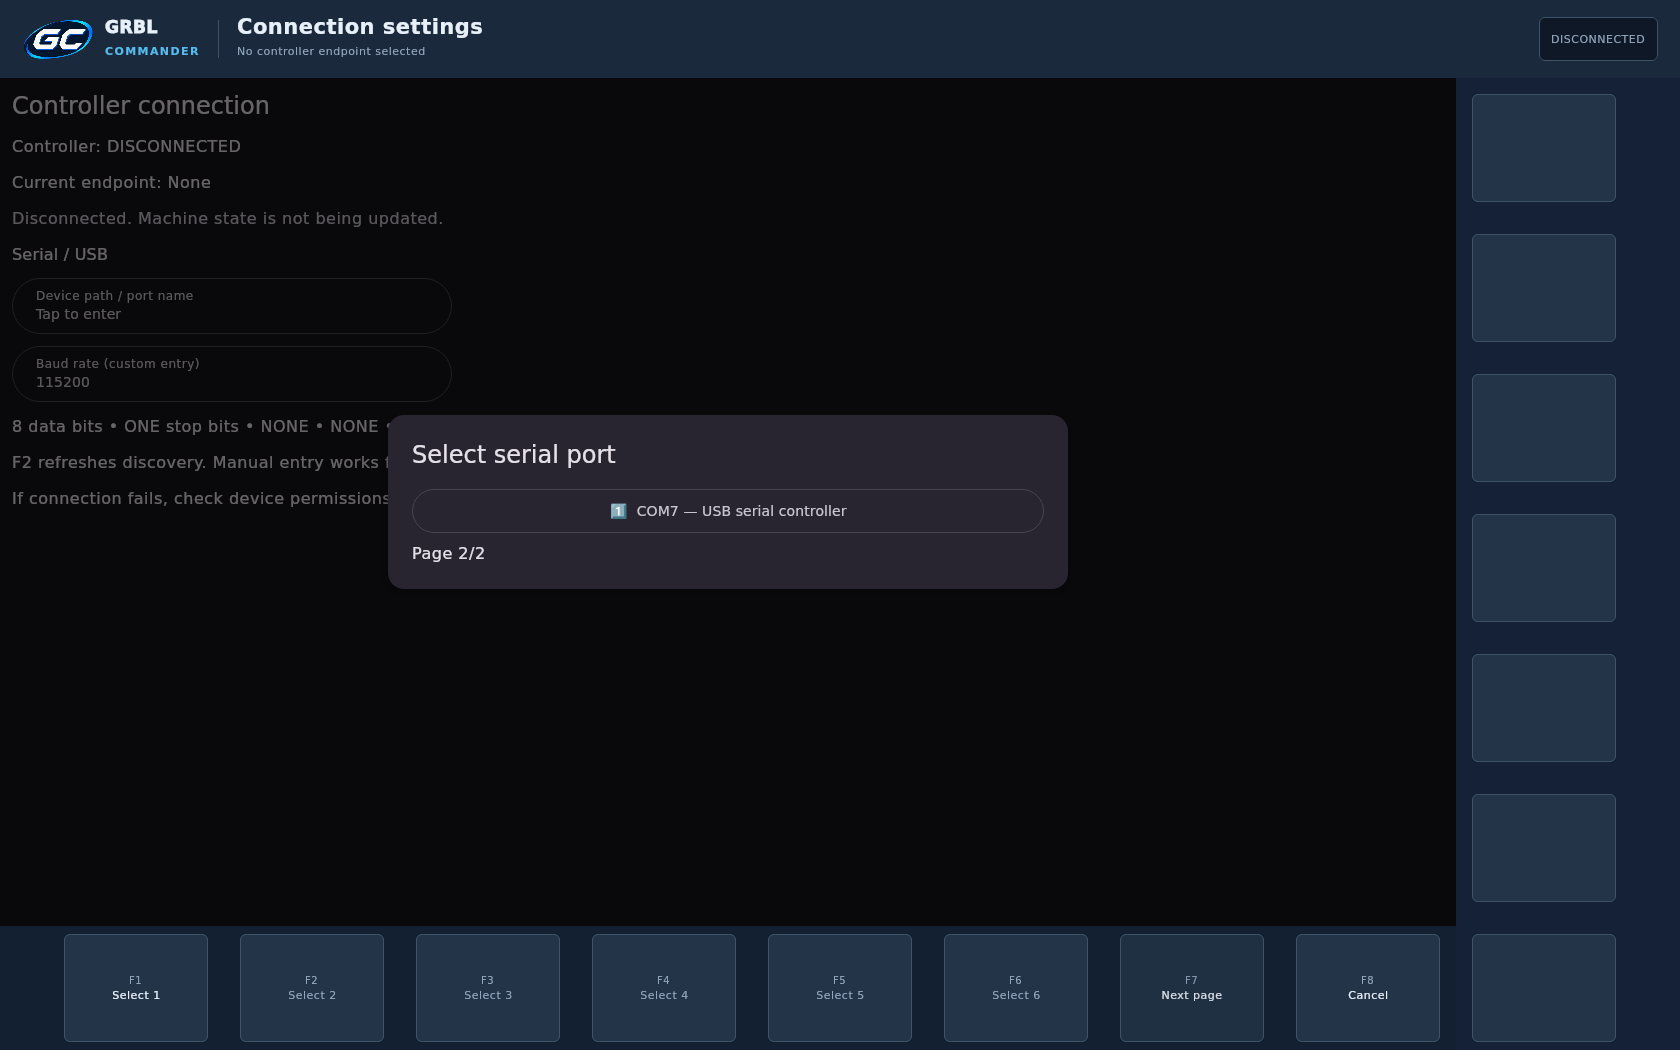 GC
GRBL
COMMANDER
Connection settings
No controller endpoint selected
DISCONNECTED
Controller connection
Controller: DISCONNECTED
Current endpoint: None
Disconnected. Machine state is not being updated.
Serial / USB
Device path / port name
Tap to enter
Baud rate (custom entry)
115200
8 data bits • ONE stop bits • NONE • NONE •
F2 refreshes discovery. Manual entry works
If connection fails, check device permissions
Select serial port
1 COM7 — USB serial controller
Page 2/2
F1
Select 1
F2
Select 2
F3
Select 3
F4
Select 4
F5
Select 5
F6
Select 6
F7
Next page
F8
Cancel